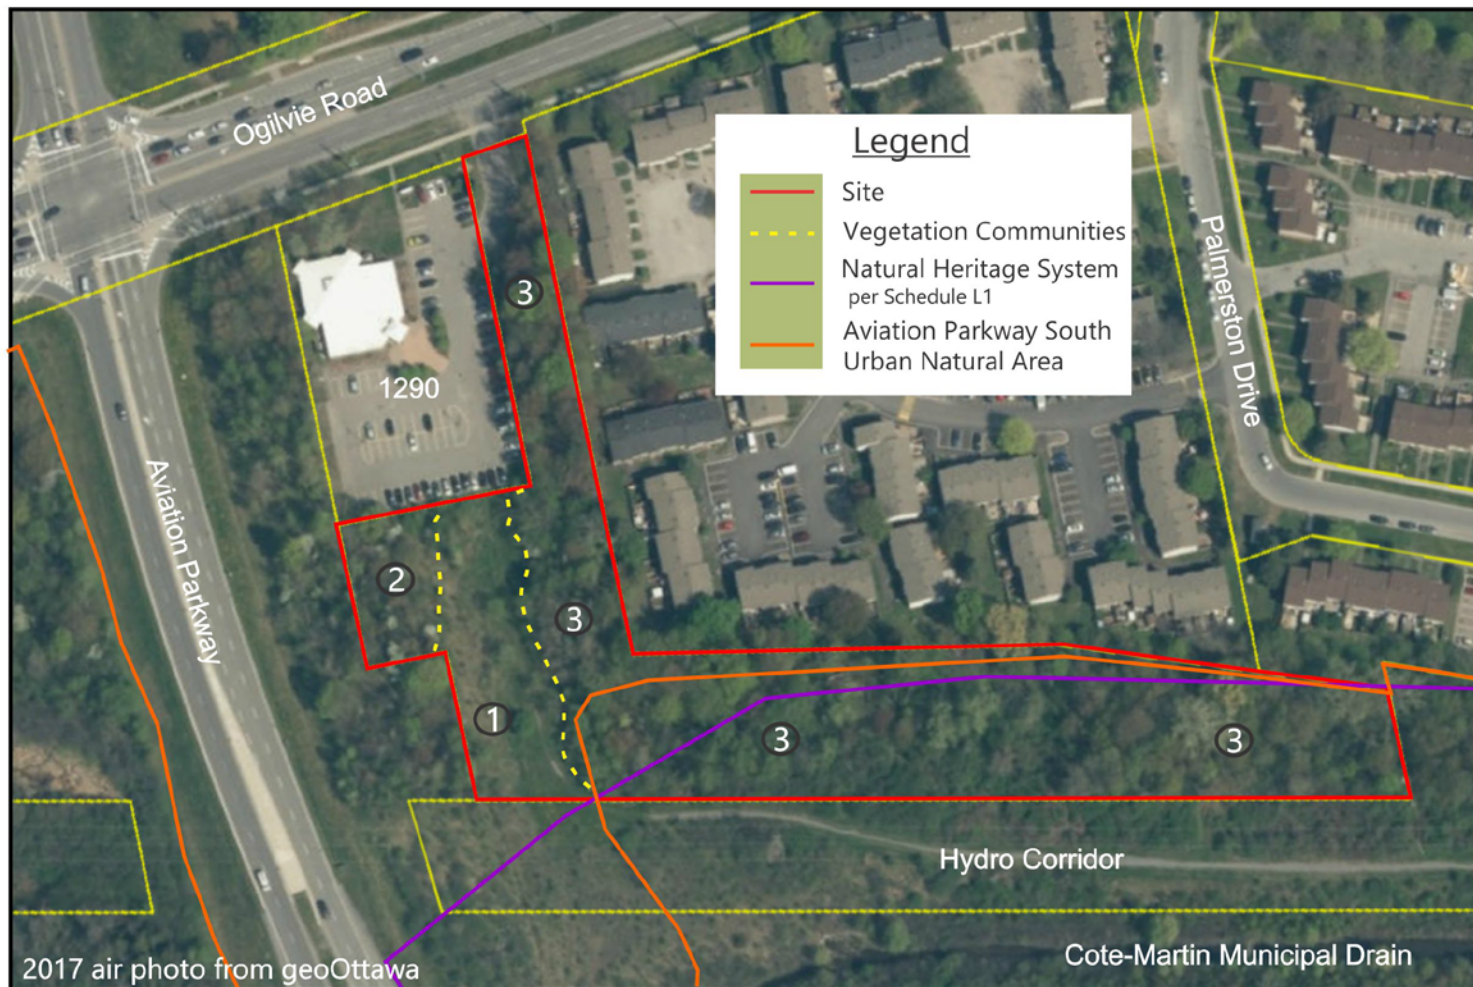 Ogilvie Road
Legend
Site
Vegetation Communities
Natural Heritage System
per Schedule L1
Aviation Parkway South
Urban Natural Area
Palmerston Drive
3
1290
Aviation Parkway
2
3
1
3
3
Hydro Corridor
Cote-Martin Municipal Drain
2017 air photo from geoOttawa